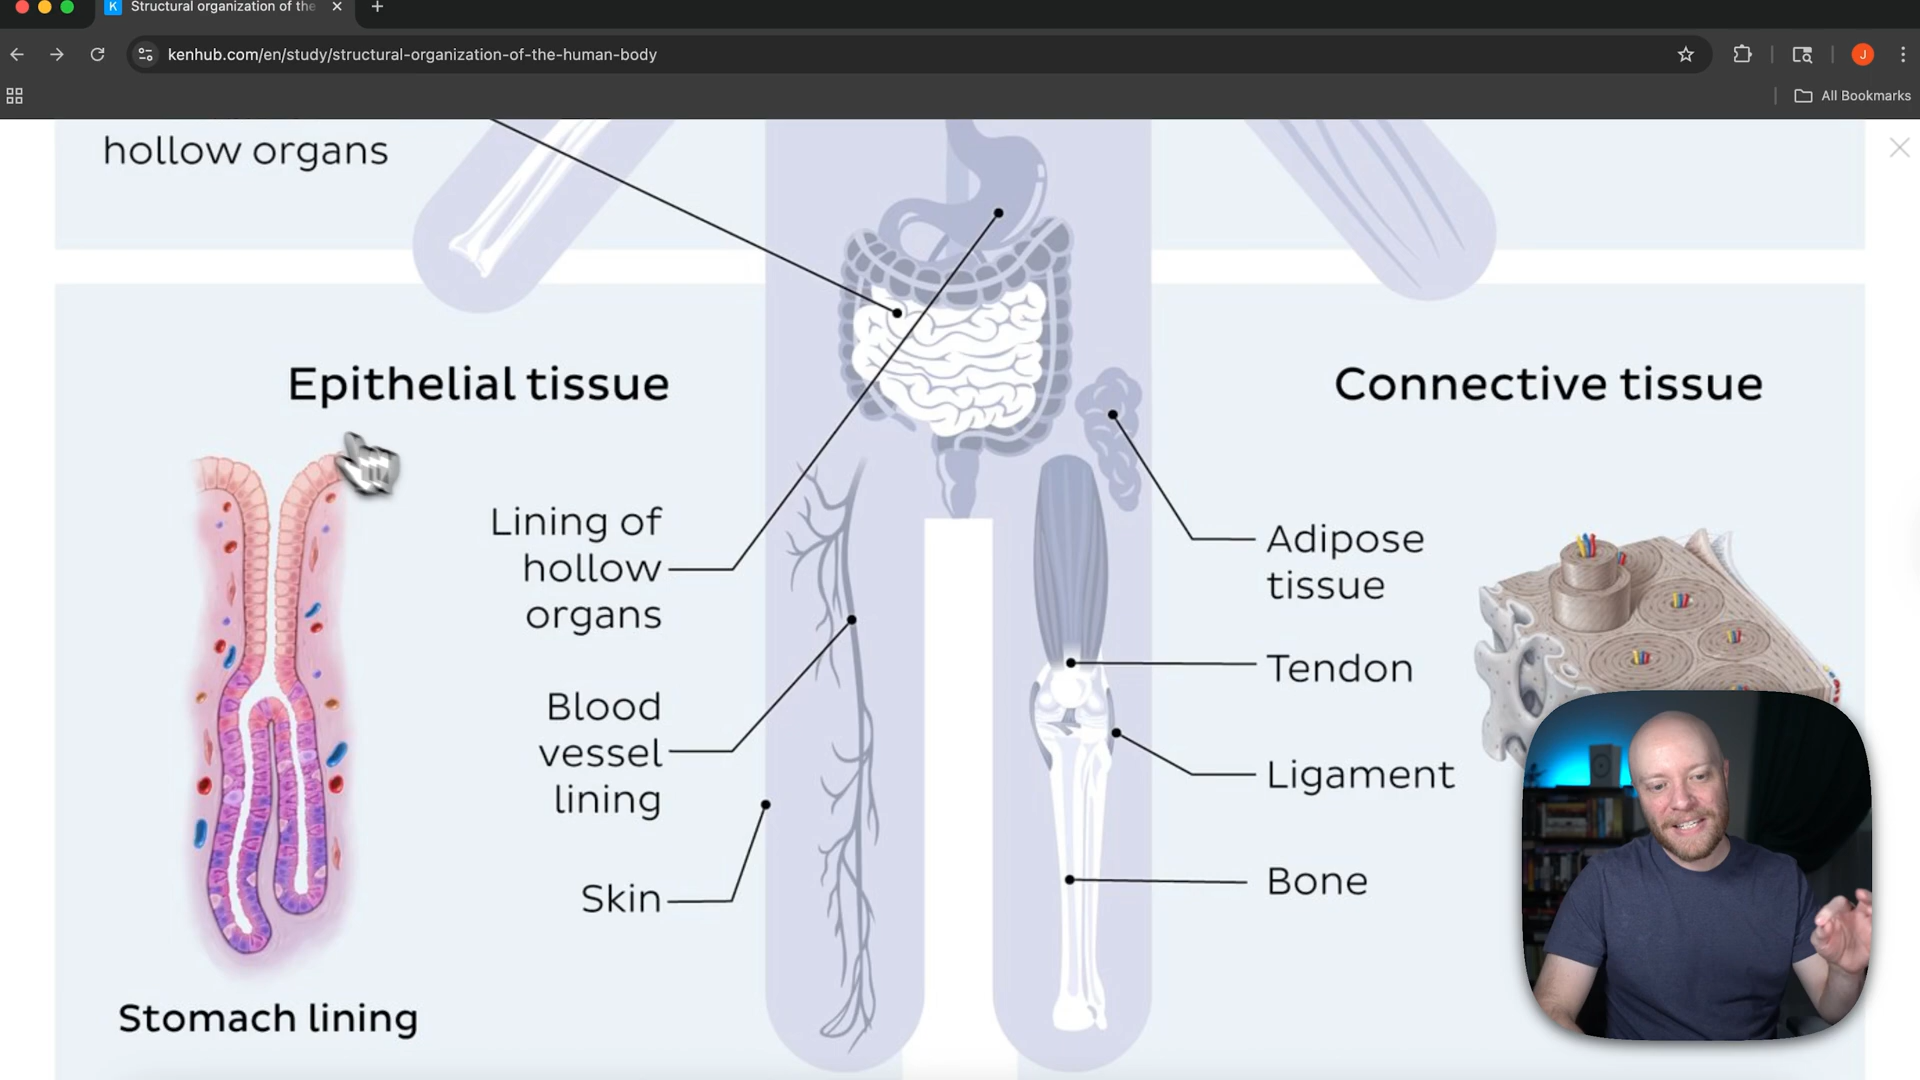 Structural organization of the
kenhub.com/en/study/structural-organization-of-the-human-body
All Bookmarks
J
hollow organs
Epithelial tissue
Connective tissue
Lining of
hollow
organs
Adipose
tissue
Tendon
Blood
vessel
lining
Ligament
Skin
Bone
Stomach lining